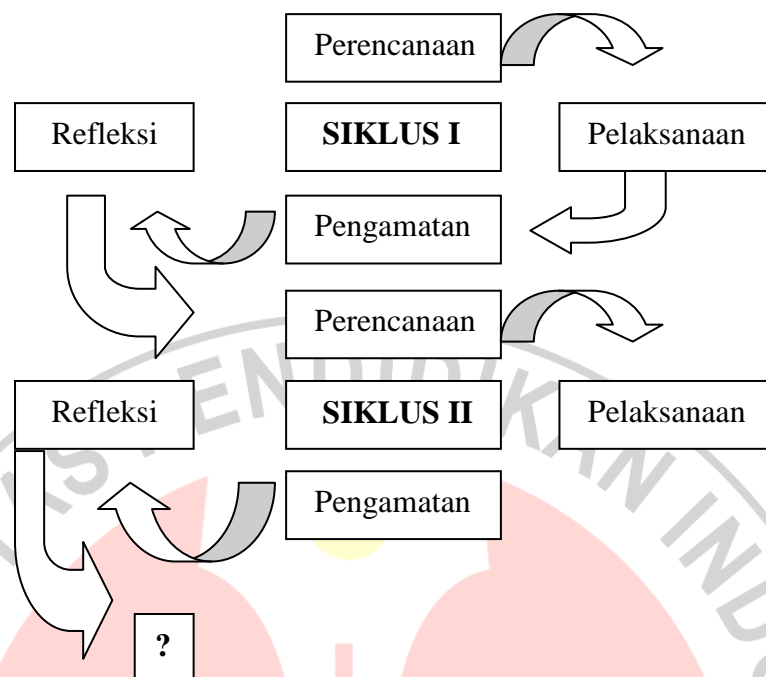 Perencanaan
Refleksi
SIKLUS I
Pelaksanaan
Pengamatan
Perencanaan
Refleksi
SIKLUS II
Pelaksanaan
Pengamatan
?